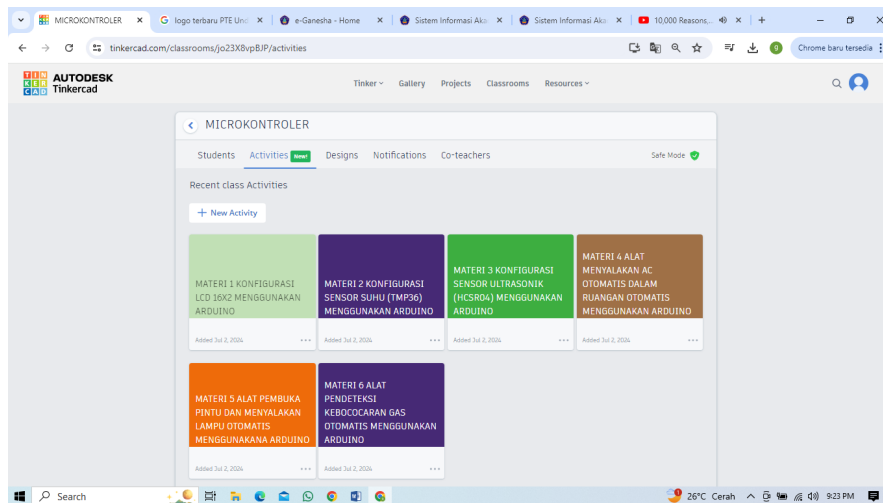 MICROKONTROLER
logo terbaru PTE Und
e-Ganesha - Home
Sistem Informasi Aka
Sistem Informasi Aka
10,000 Reasons,...
tinkercad.com/classrooms/jo23X8vpBJP/activities
g
Chrome baru tersedia
TIN
KER
CAD
AUTODESK
Tinkercad
Tinker
Gallery
Projects
Classrooms
Resources
MICROKONTROLER
Students
Activities
New!
Designs
Notifications
Co-teachers
Safe Mode
Recent class Activities
+ New Activity
MATERI 1 KONFIGURASI
LCD 16X2 MENGGUNAKAN
ARDUINO
Added Jul 2, 2024
MATERI 2 KONFIGURASI
SENSOR SUHU (TMP36)
MENGGUNAKAN ARDUINO
Added Jul 2, 2024
MATERI 3 KONFIGURASI
SENSOR ULTRASONIK
(HCSR04) MENGGUNAKAN
ARDUINO
Added Jul 2, 2024
MATERI 4 ALAT
MENYALAKAN AC
OTOMATIS DALAM
RUANGAN OTOMATIS
MENGGUNAKAN ARDUINO
Added Jul 2, 2024
MATERI 5 ALAT PEMBUKA
PINTU DAN MENYALAKAN
LAMPU OTOMATIS
MENGGUNAKANA ARDUINO
Added Jul 2, 2024
MATERI 6 ALAT
PENDETEKSI
KEBOCOCARAN GAS
OTOMATIS MENGGUNAKAN
ARDUINO
Added Jul 2, 2024
Search
26°C Cerah
9:23 PM